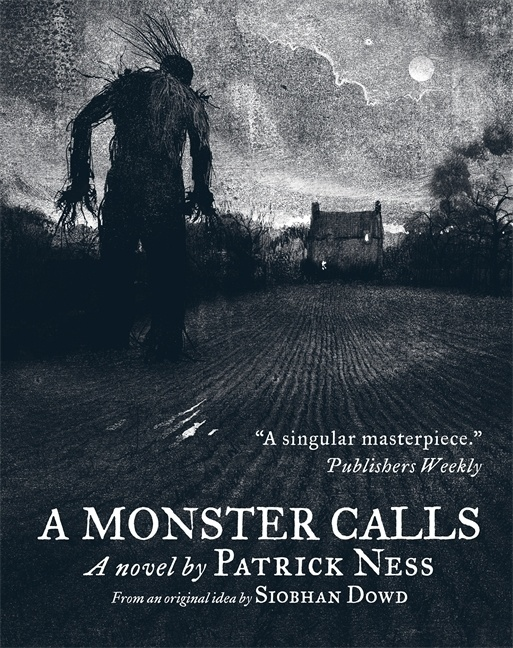 “A singular masterpiece.”
Publishers Weekly
A MONSTER CALLS
A novel by PATRICK NESS
From an original idea by SIOBHAN DOWD